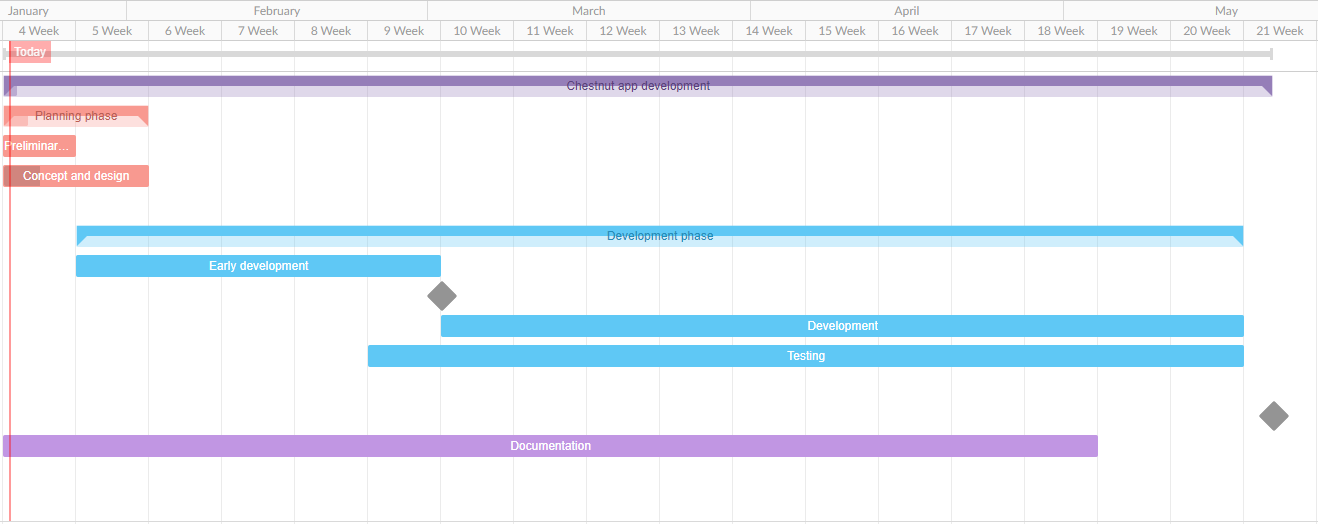 January February March April May
4 Week 5 Week 6 Week 7 Week 8 Week 9 Week 10 Week 11 Week 12 Week 13 Week 14 Week 15 Week 16 Week 17 Week 18 Week 19 Week 20 Week 21 Week
Today
Chestnut app development
Planning phase
Preliminar...
Concept and design
Development phase
Early development
Development
Testing
Documentation